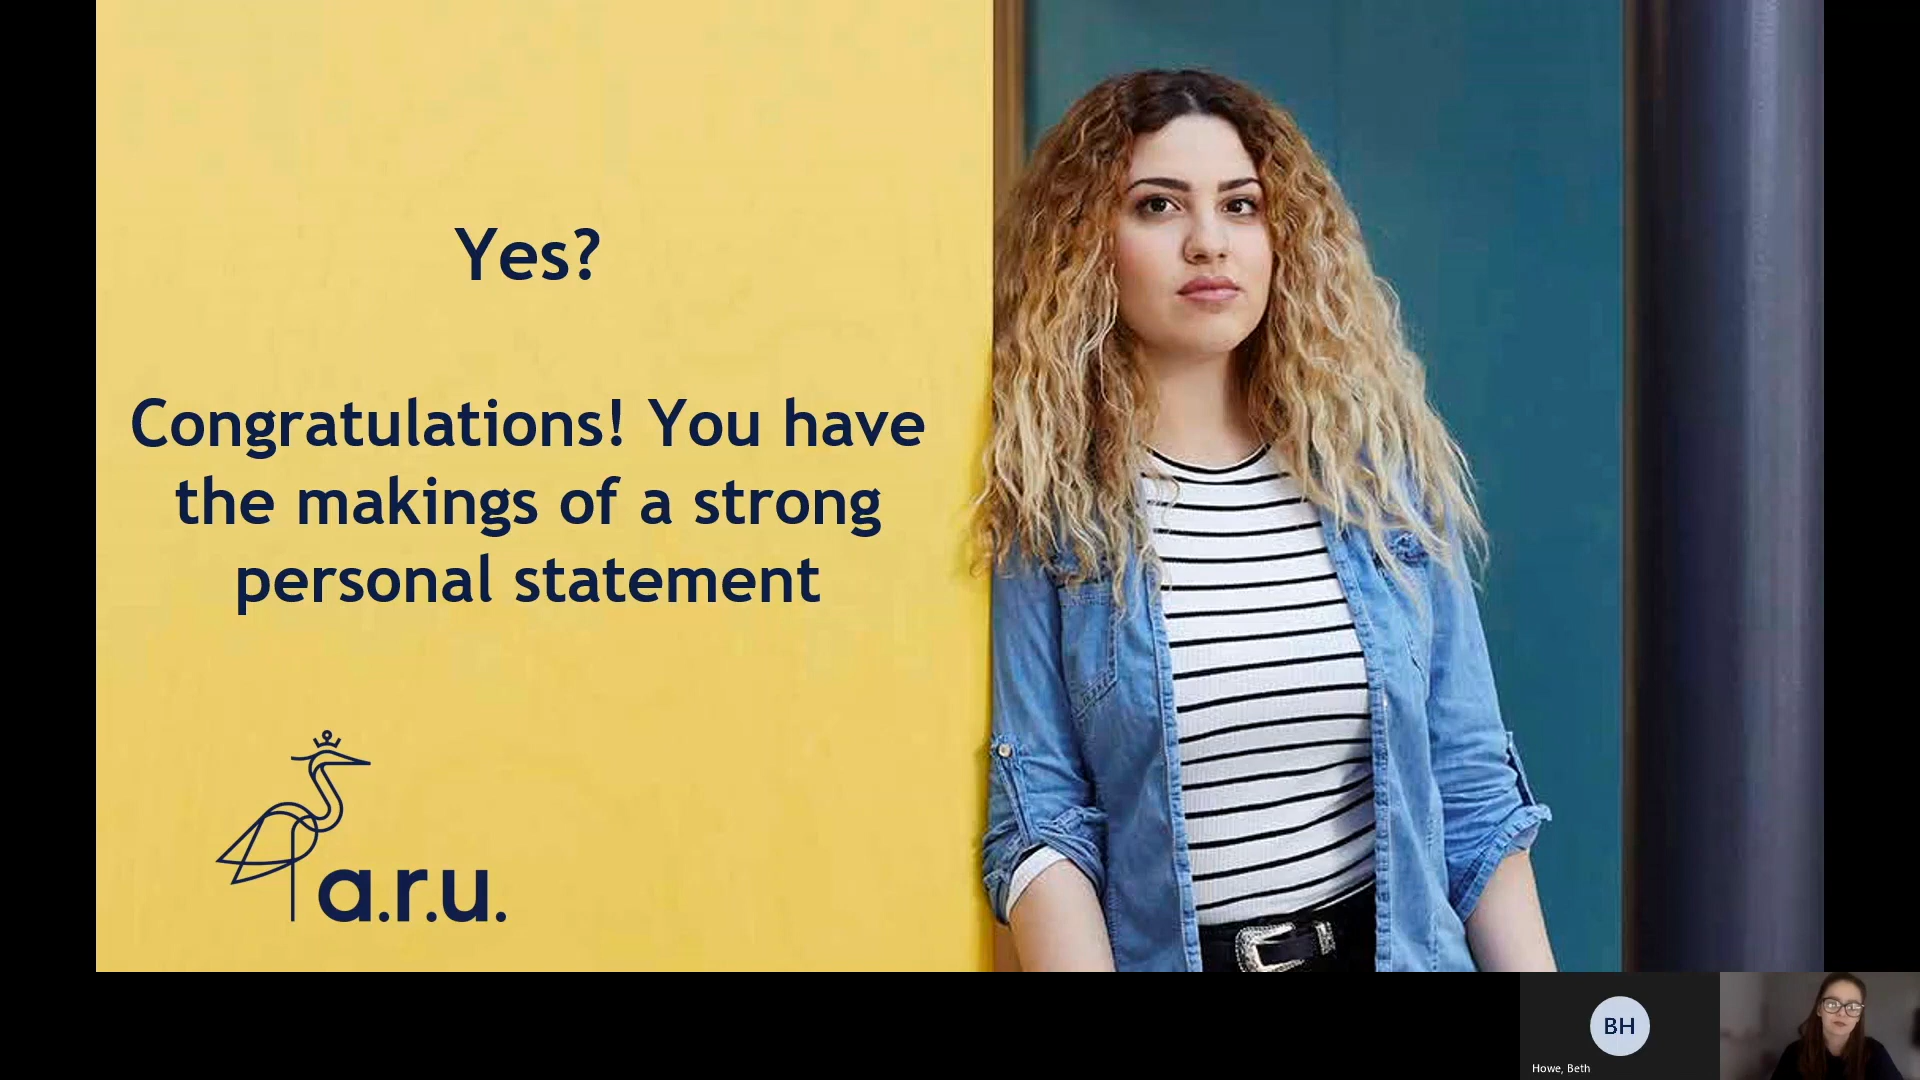 Yes?
Congratulations! You have
the makings of a strong
personal statement
a.r.u.
BH
Howe, Beth